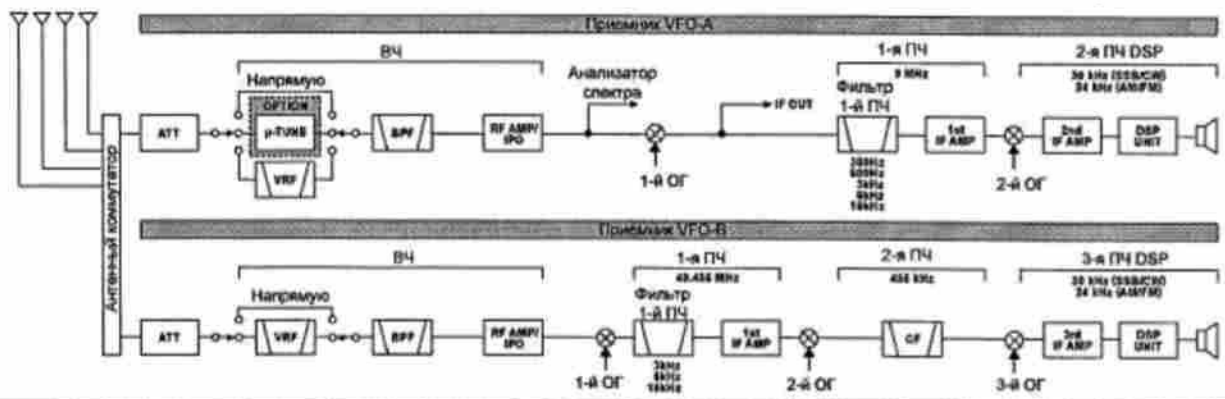 Приемник VFO-A
ВЧ
1-я ПЧ
9 MHz
2-я ПЧ DSP
30 kHz (SSB/CW)
24 kHz (AM/FM)
Напрямую
OPTION
Анализатор
спектра
IF OUT
Фильтр
1-й ПЧ
ATT
μ-TUNE
BPF
RF AMP/
IPO
1st
IF AMP
2nd
IF AMP
DSP
UNIT
VRF
1-й ОГ
300Hz
600Hz
3kHz
6kHz
15kHz
2-й ОГ
Антенный коммутатор
Приемник VFO-B
ВЧ
1-я ПЧ
2-я ПЧ
455 kHz
3-я ПЧ DSP
30 kHz (SSB/CW)
24 kHz (AM/FM)
Напрямую
Фильтр
1-й ПЧ
ATT
VRF
BPF
RF AMP/
IPO
1st
IF AMP
CF
3rd
IF AMP
DSP
UNIT
1-й ОГ
3kHz
6kHz
15kHz
2-й ОГ
3-й ОГ